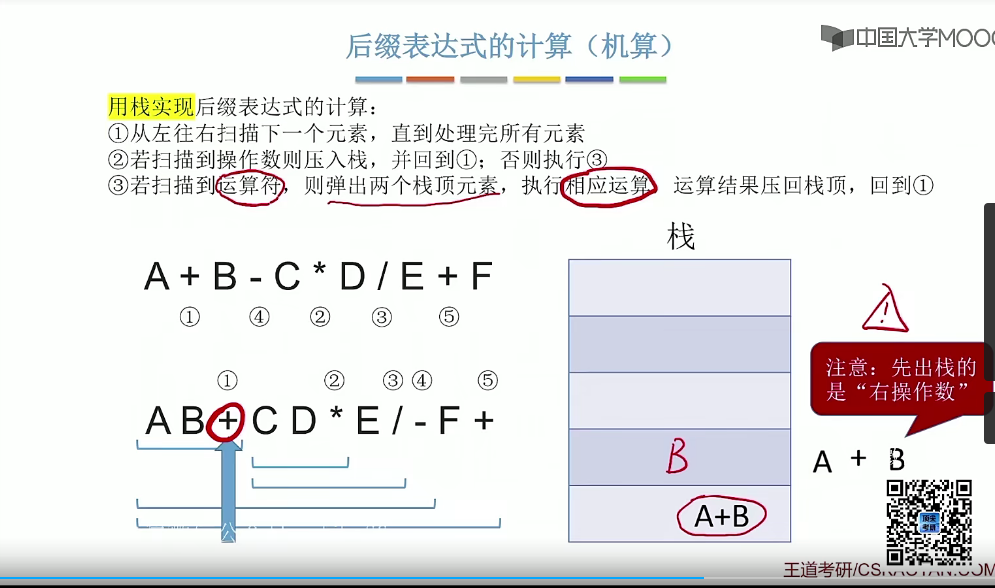 后缀表达式的计算（机算）
中国大学MOOC
用栈实现后缀表达式的计算：
①从左往右扫描下一个元素，直到处理完所有元素
②若扫描到操作数则压入栈，并回到①；否则执行③
③若扫描到运算符，则弹出两个栈顶元素，执行相应运算 运算结果压回栈顶，回到①
栈
A + B - C * D / E + F
① ④ ② ③ ⑤
① ② ③ ④ ⑤
A B + C D * E / - F +
!
注意：先出栈的
是“右操作数”
B
A+B
A + B
王道考研/CSKAOYAN.COM